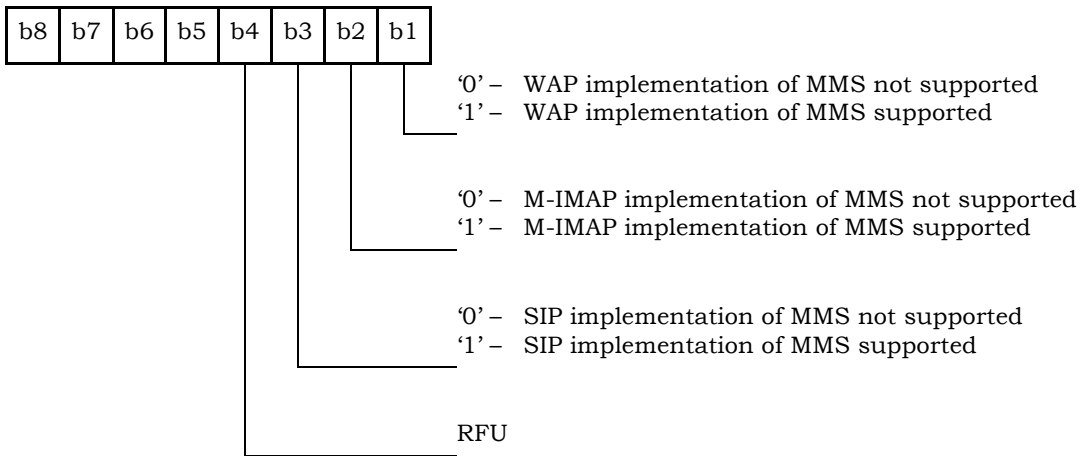 b8 b7 b6 b5 b4 b3 b2 b1
‘0’ – WAP implementation of MMS not supported
‘1’ – WAP implementation of MMS supported
‘0’ – M-IMAP implementation of MMS not supported
‘1’ – M-IMAP implementation of MMS supported
‘0’ – SIP implementation of MMS not supported
‘1’ – SIP implementation of MMS supported
RFU